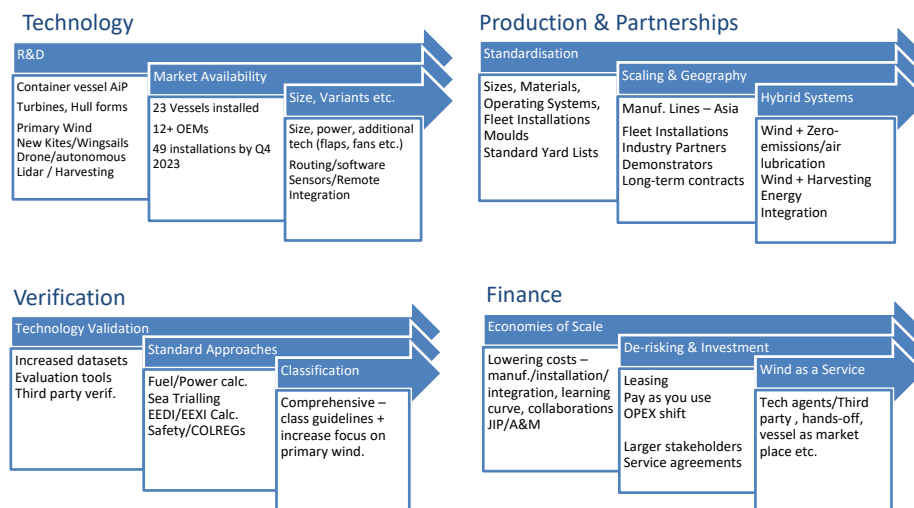 Technology
R&D
Container vessel AiP
Turbines, Hull forms
Primary Wind
New Kites/Wingsails
Drone/autonomous
Lidar / Harvesting
Market Availability
23 Vessels installed
12+ OEMs
49 installations by Q4
2023
Size, Variants etc.
Size, power, additional
tech (flaps, fans etc.)
Routing/software
Sensors/Remote
Integration
Production & Partnerships
Standardisation
Sizes, Materials,
Operating Systems,
Fleet Installations
Moulds
Standard Yard Lists
Scaling & Geography
Manuf. Lines – Asia
Fleet Installations
Industry Partners
Demonstrators
Long-term contracts
Hybrid Systems
Wind + Zero-
emissions/air
lubrication
Wind + Harvesting
Energy
Integration
Verification
Technology Validation
Increased datasets
Evaluation tools
Third party verif.
Standard Approaches
Fuel/Power calc.
Sea Trialling
EEDI/EEXI Calc.
Safety/COLREGs
Classification
Comprehensive –
class guidelines +
increase focus on
primary wind.
Finance
Economies of Scale
Lowering costs –
manuf./installation/
integration, learning
curve, collaborations
JIP/A&M
De-risking & Investment
Leasing
Pay as you use
OPEX shift
Larger stakeholders
Service agreements
Wind as a Service
Tech agents/Third
party , hands-off,
vessel as market
place etc.